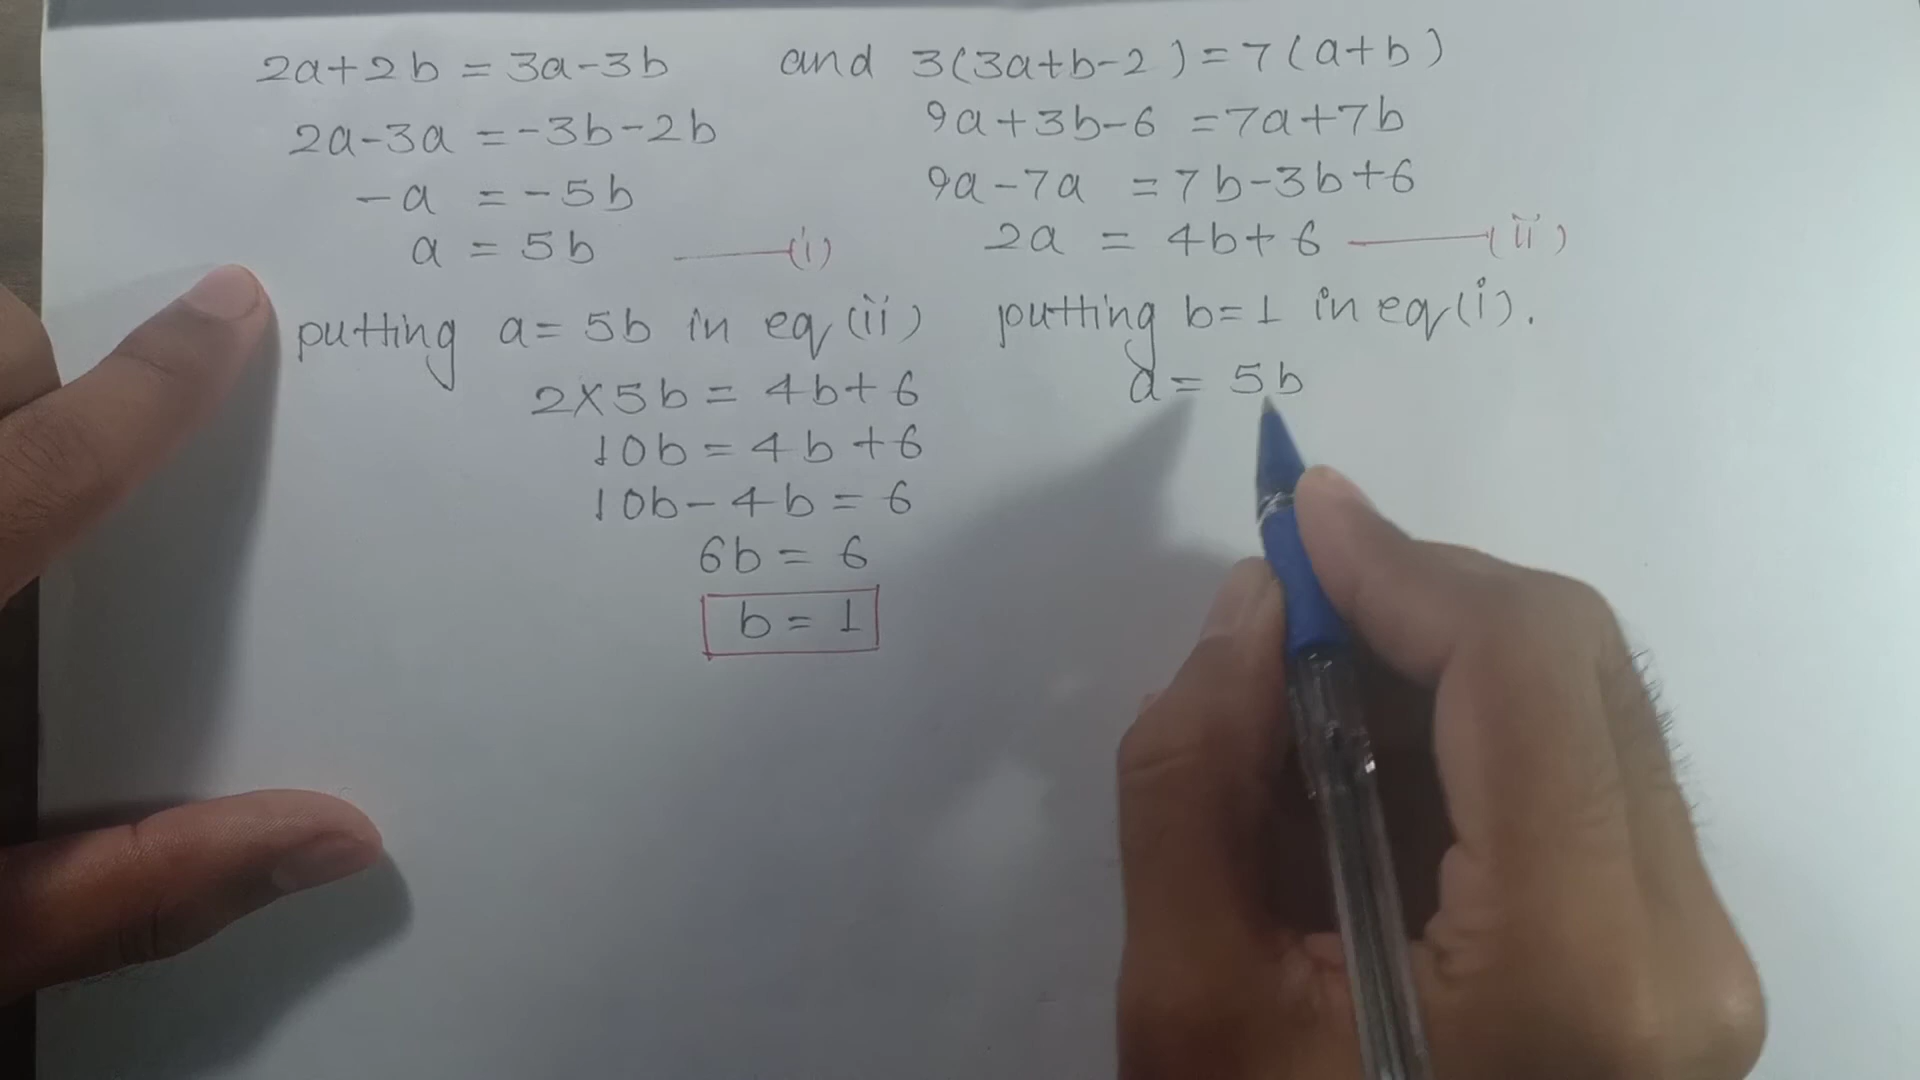 2a+2b = 3a-3b and 3(3a+b-2) = 7(a+b)
2a-3a = -3b-2b 9a+3b-6 = 7a+7b
-a = -5b 9a-7a = 7b-3b+6
a = 5b —(i) 2a = 4b+6 —(ii)
putting a = 5b in eq (ii)
2×5b = 4b+6
10b = 4b+6
10b-4b = 6
6b = 6
b = 1
putting b=1 in eq(i).
a = 5b